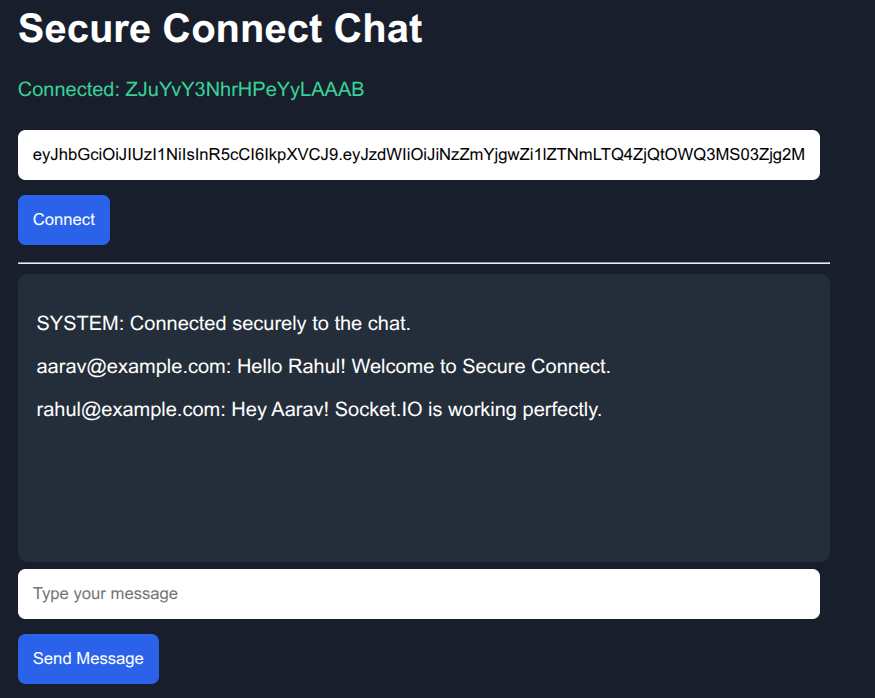 Secure Connect Chat
Connected: ZJuYvY3NhrHPeYyLAAAB
eyJhbGciOiJIUzI1NiIsInR5cCI6IkpXVCJ9.eyJzdWIiOiJiNzZmYjgwZi1lZTNmLTQ4ZjQtOWQ3MS03Zjg2M
Connect
SYSTEM: Connected securely to the chat.
aarav@example.com: Hello Rahul! Welcome to Secure Connect.
rahul@example.com: Hey Aarav! Socket.IO is working perfectly.
Type your message
Send Message